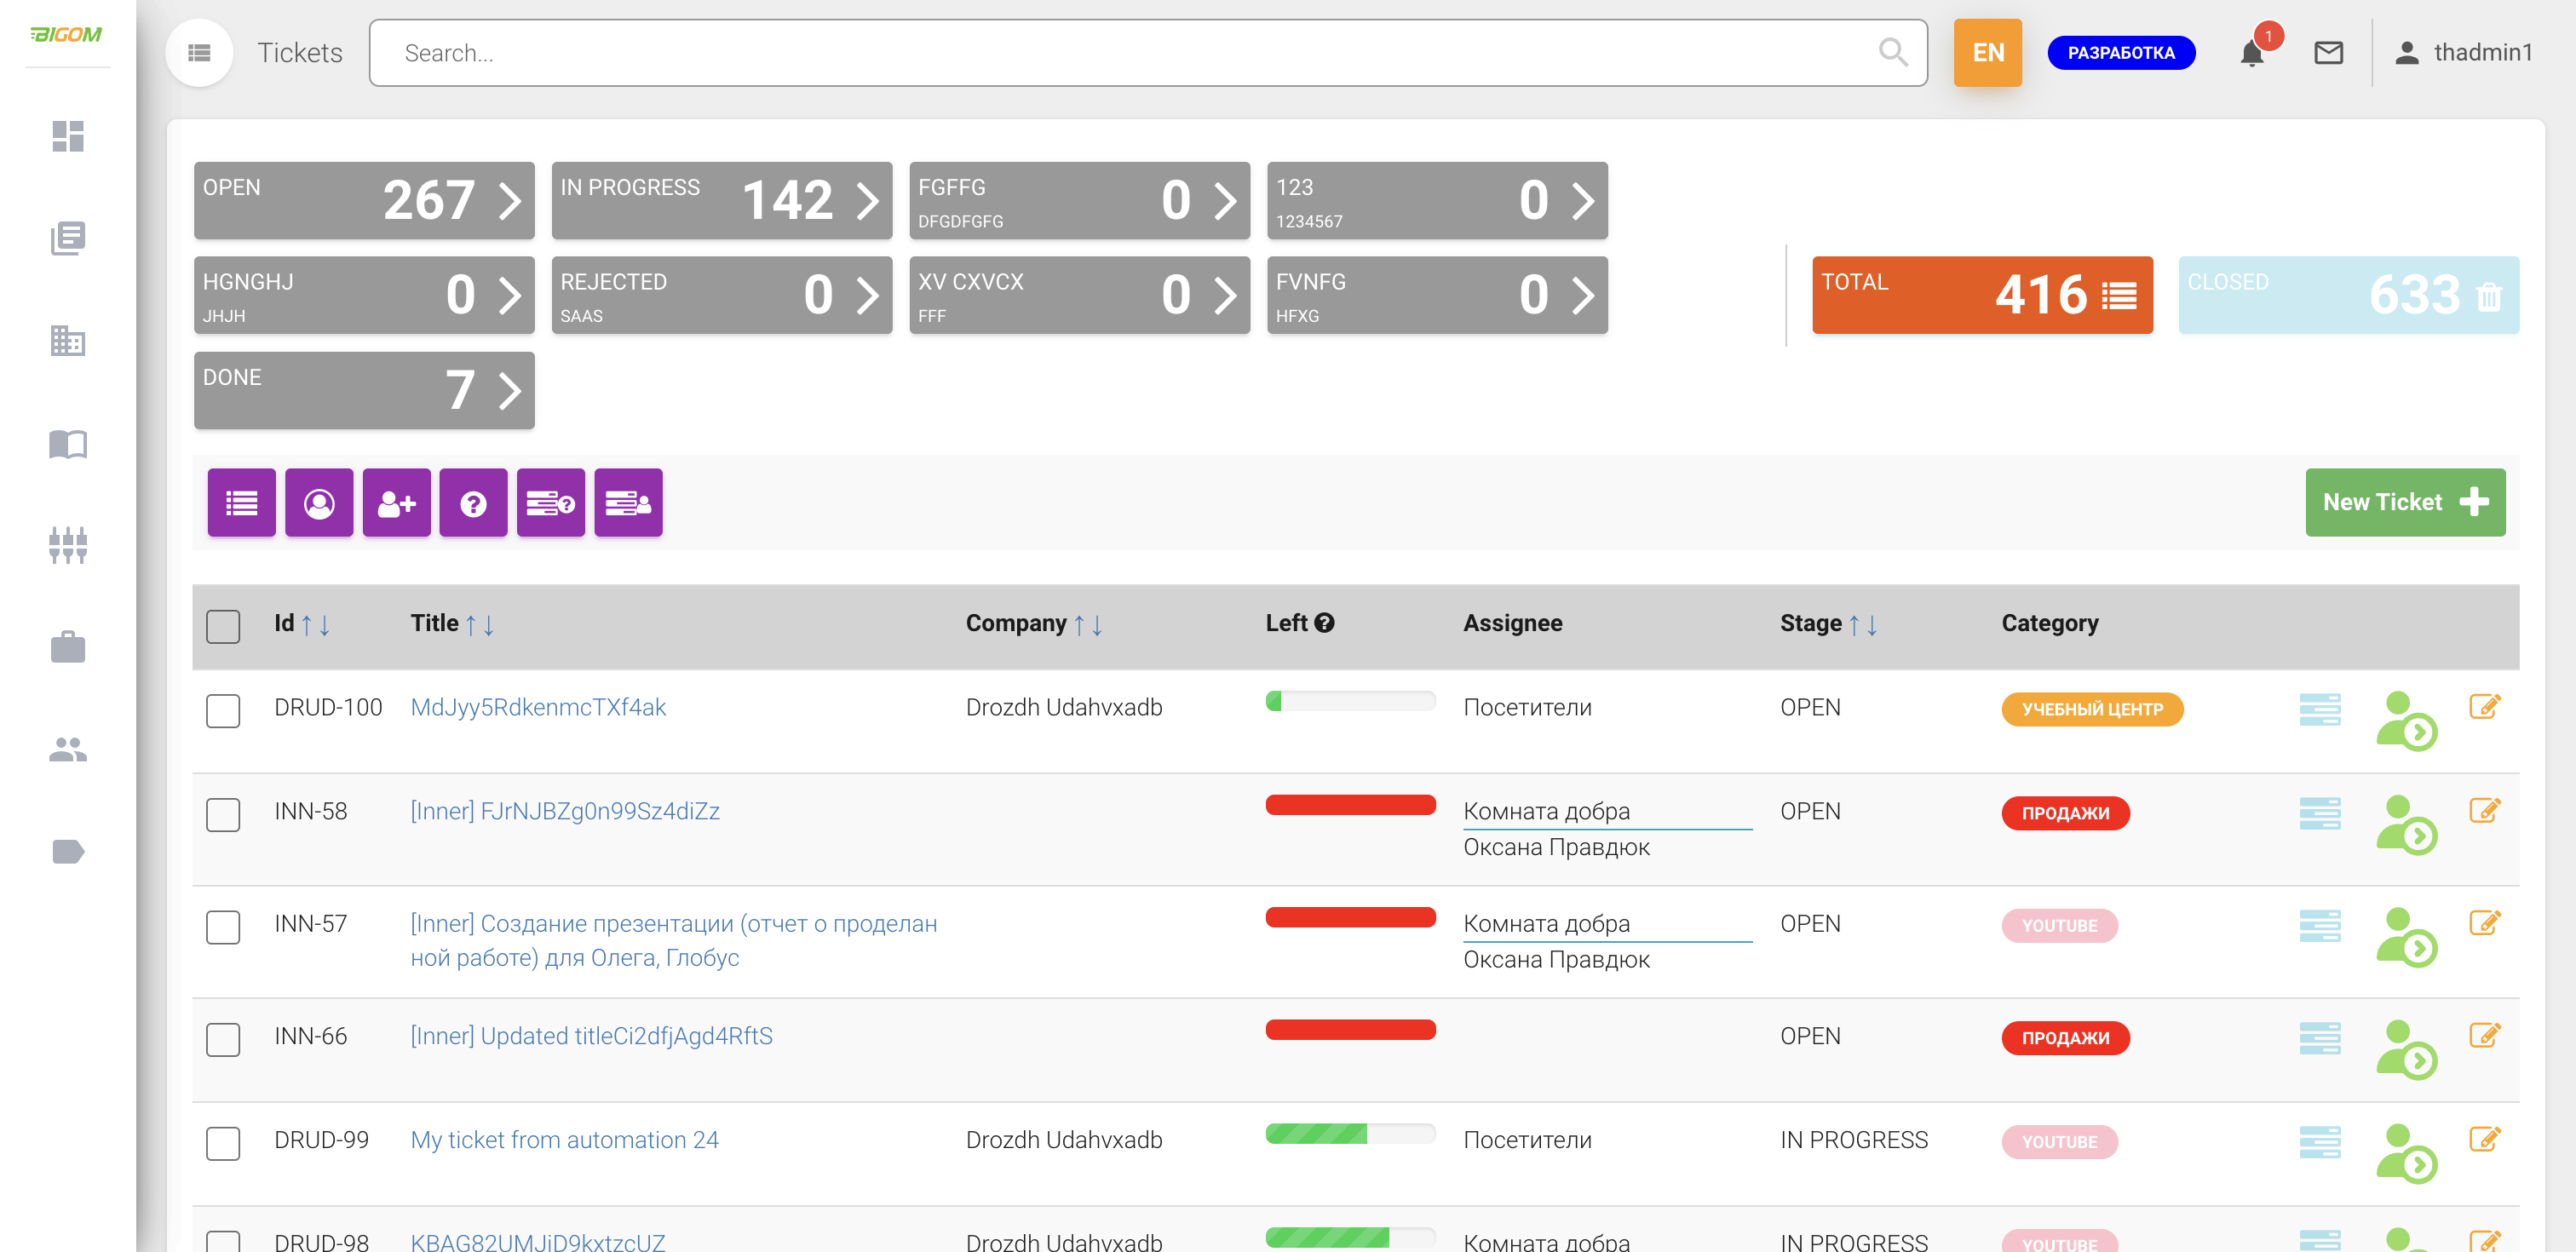 BIGOM
Tickets
Search...
EN
РАЗРАБОТКА
1
thadmin1
OPEN 267
IN PROGRESS 142
FGFFG 0
DFGDFGFG
123 0
1234567
HGNGHJ 0
JHJH
REJECTED 0
SAAS
XV CXVCX 0
FFF
FVNFG 0
HFXG
TOTAL 416
CLOSED 633
DONE 7
New Ticket
Id Title Company Left Assignee Stage Category
DRUD-100 MdJyy5RdkenmcTXf4ak Drozdh Udahvxadb Посетители OPEN УЧЕБНЫЙ ЦЕНТР
INN-58 [Inner] FJrNJBZg0n99Sz4diZz Комната добра OPEN ПРОДАЖИ
Оксана Правдюк
INN-57 [Inner] Создание презентации (отчет о проделан Комната добра OPEN YOUTUBE
ной работе) для Олега, Глобус Оксана Правдюк
INN-66 [Inner] Updated titleCi2dfjAgd4RftS OPEN ПРОДАЖИ
DRUD-99 My ticket from automation 24 Drozdh Udahvxadb Посетители IN PROGRESS YOUTUBE
DRUD-98 KBAG82UMJiD9kxtzcUZ Drozdh Udahvxadb Комната добра IN PROGRESS YOUTUBE